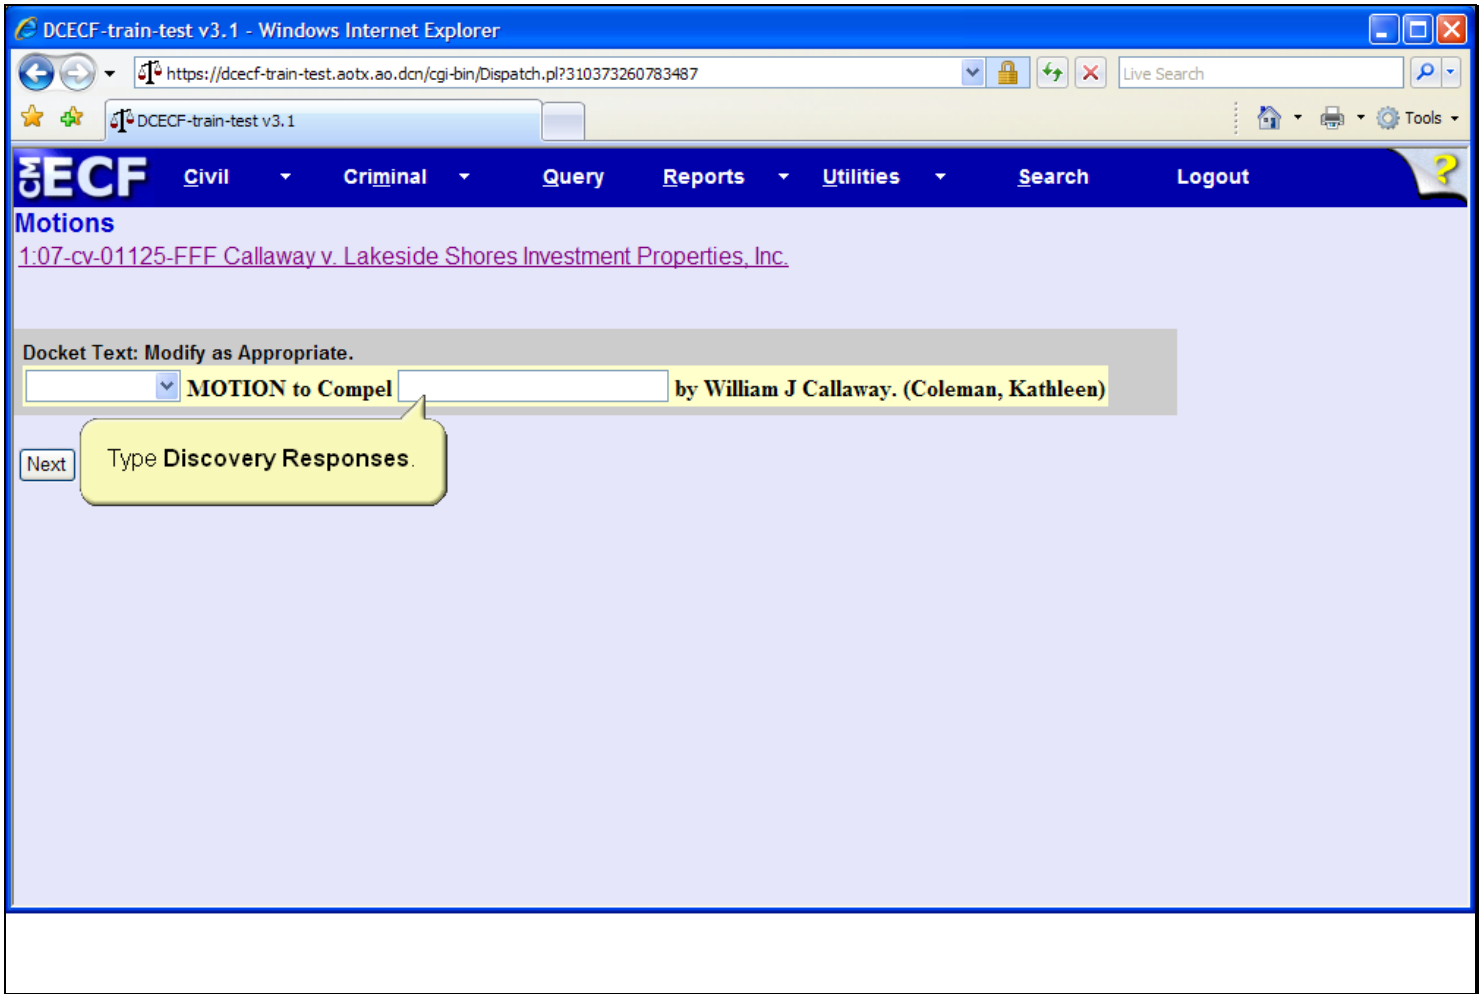 DCECF-train-test v3.1 - Windows Internet Explorer
https://dcecf-train-test.aotx.ao.dcn/cgi-bin/Dispatch.pl?310373260783487 Live Search
DCECF-train-test v3.1 Tools
CM ECF Civil Criminal Query Reports Utilities Search Logout ?
Motions
1:07-cv-01125-FFF Callaway v. Lakeside Shores Investment Properties, Inc.
Docket Text: Modify as Appropriate.
MOTION to Compel by William J Callaway. (Coleman, Kathleen)
Next Type Discovery Responses.